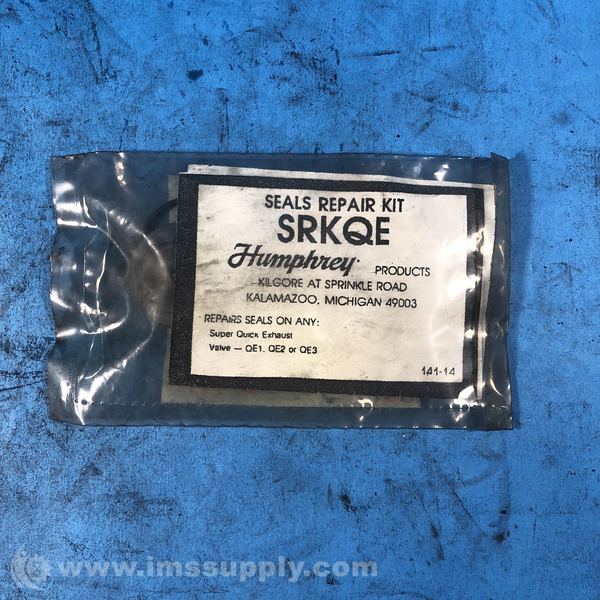 SEALS REPAIR KIT
SRKQE
Humphrey PRODUCTS
KILGORE AT SPRINKLE ROAD
KALAMAZOO, MICHIGAN 49003
REPAIRS SEALS ON ANY:
Super Quick Exhaust
Valve — QE1, QE2 or QE3
141-14
www.imssupply.com